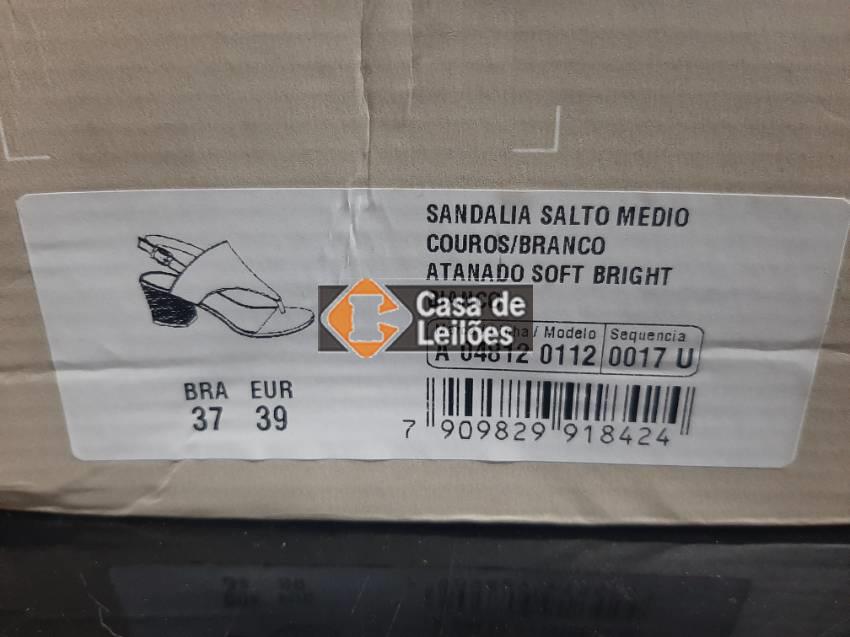 SANDALIA SALTO MEDIO
COUROS/BRANCO
ATANADO SOFT BRIGHT
Casa de
Leilões
/ Modelo
Sequencia
A 04812 0112
0017 U
BRA EUR
37 39
7 909829 918424